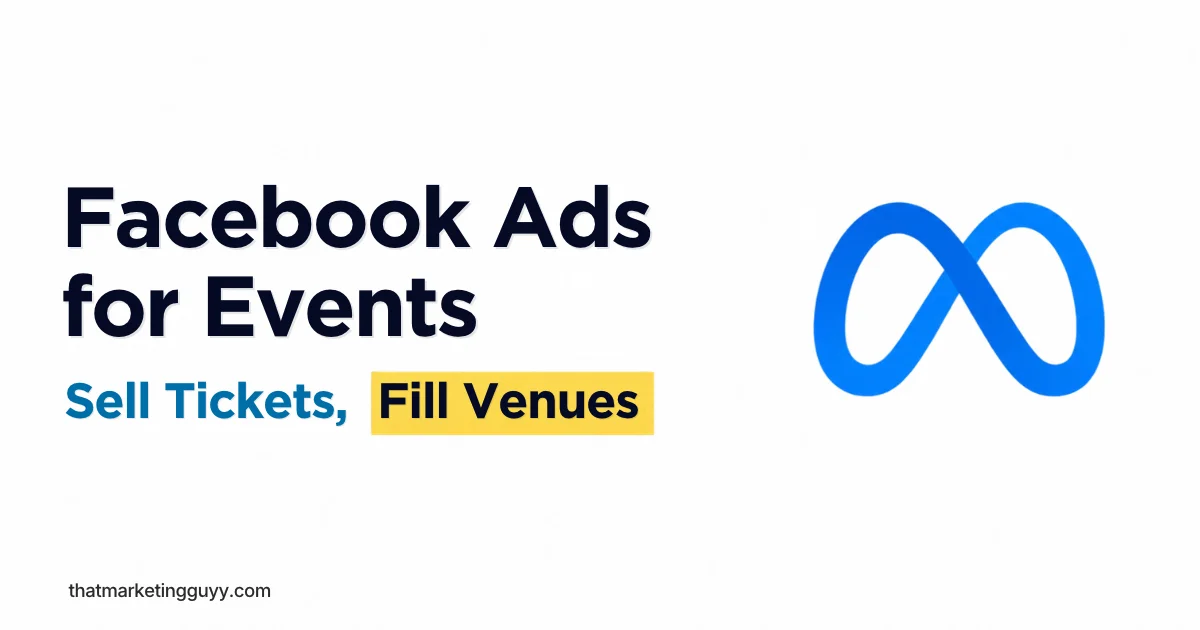 Facebook Ads
for Events
Sell Tickets, Fill Venues
thatmarketingguyy.com